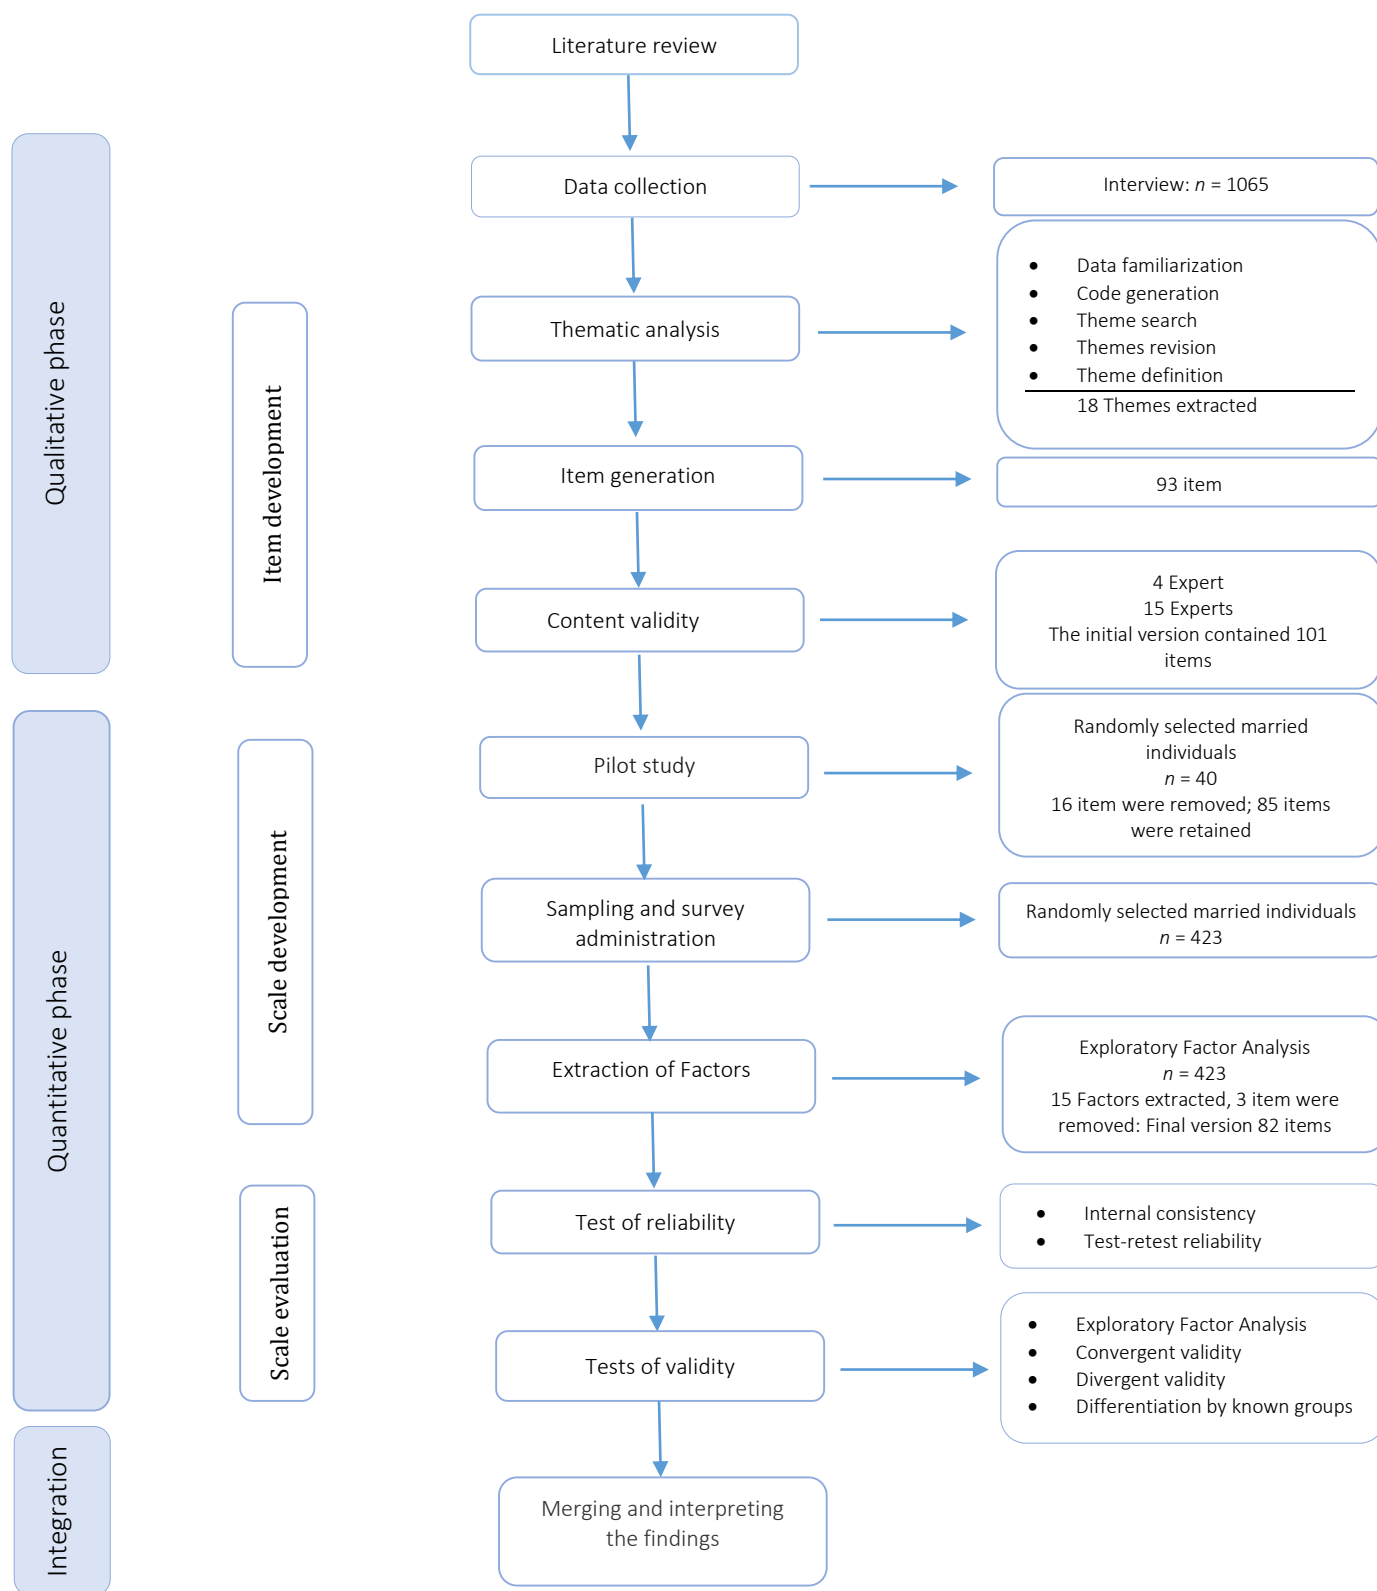 Literature review
Qualitative phase
Data collection
Interview: n = 1065
Item development
Thematic analysis
• Data familiarization
• Code generation
• Theme search
• Themes revision
• Theme definition
18 Themes extracted
Item generation
93 item
Content validity
4 Expert
15 Experts
The initial version contained 101
items
Quantitative phase
Scale development
Pilot study
Randomly selected married
individuals
n = 40
16 item were removed; 85 items
were retained
Sampling and survey
administration
Randomly selected married individuals
n = 423
Extraction of Factors
Exploratory Factor Analysis
n = 423
15 Factors extracted, 3 item were
removed: Final version 82 items
Scale evaluation
Test of reliability
• Internal consistency
• Test-retest reliability
Tests of validity
• Exploratory Factor Analysis
• Convergent validity
• Divergent validity
• Differentiation by known groups
Integration
Merging and interpreting
the findings